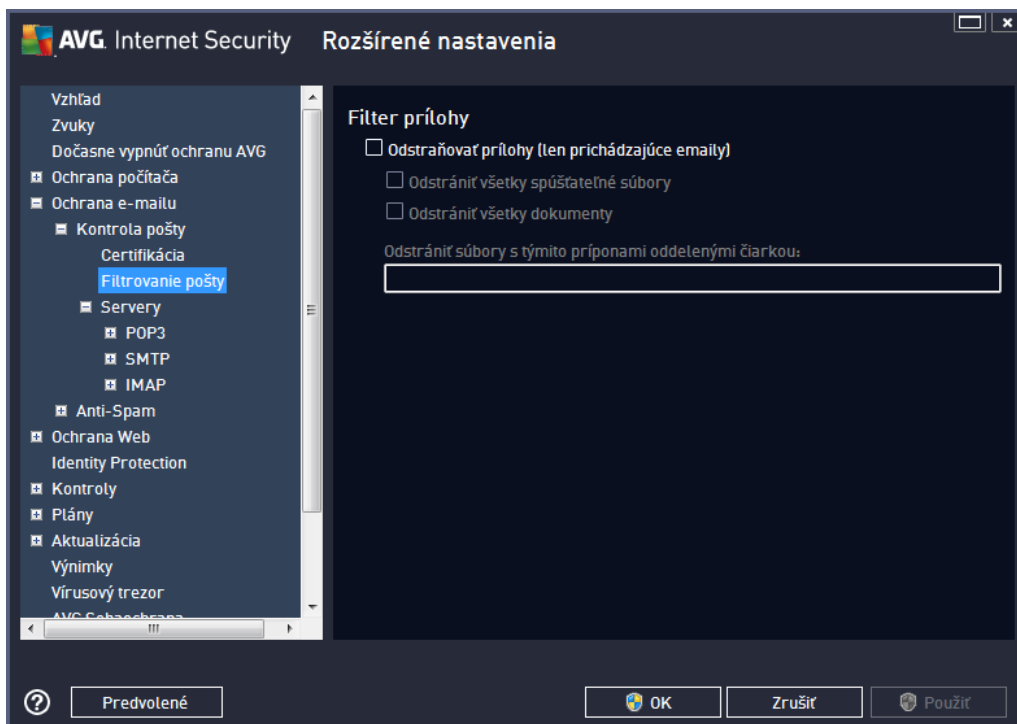 AVG. Internet Security
Rozšírené nastavenia
Vzhľad
Zvuky
Dočasne vypnúť ochranu AVG
Ochrana počítača
Ochrana e-mailu
Kontrola pošty
Certifikácia
Filtrovanie pošty
Servery
POP3
SMTP
IMAP
Anti-Spam
Ochrana Web
Identity Protection
Kontroly
Plány
Aktualizácia
Výnimky
Vírusový trezor
AVG Sebaochrana
Filter prílohy
Odstraňovať prílohy (len prichádzajúce emaily)
Odstrániť všetky spúšťateľné súbory
Odstrániť všetky dokumenty
Odstrániť súbory s týmito príponami oddelenými čiarkou:
Predvolené
OK
Zrušiť
Použiť